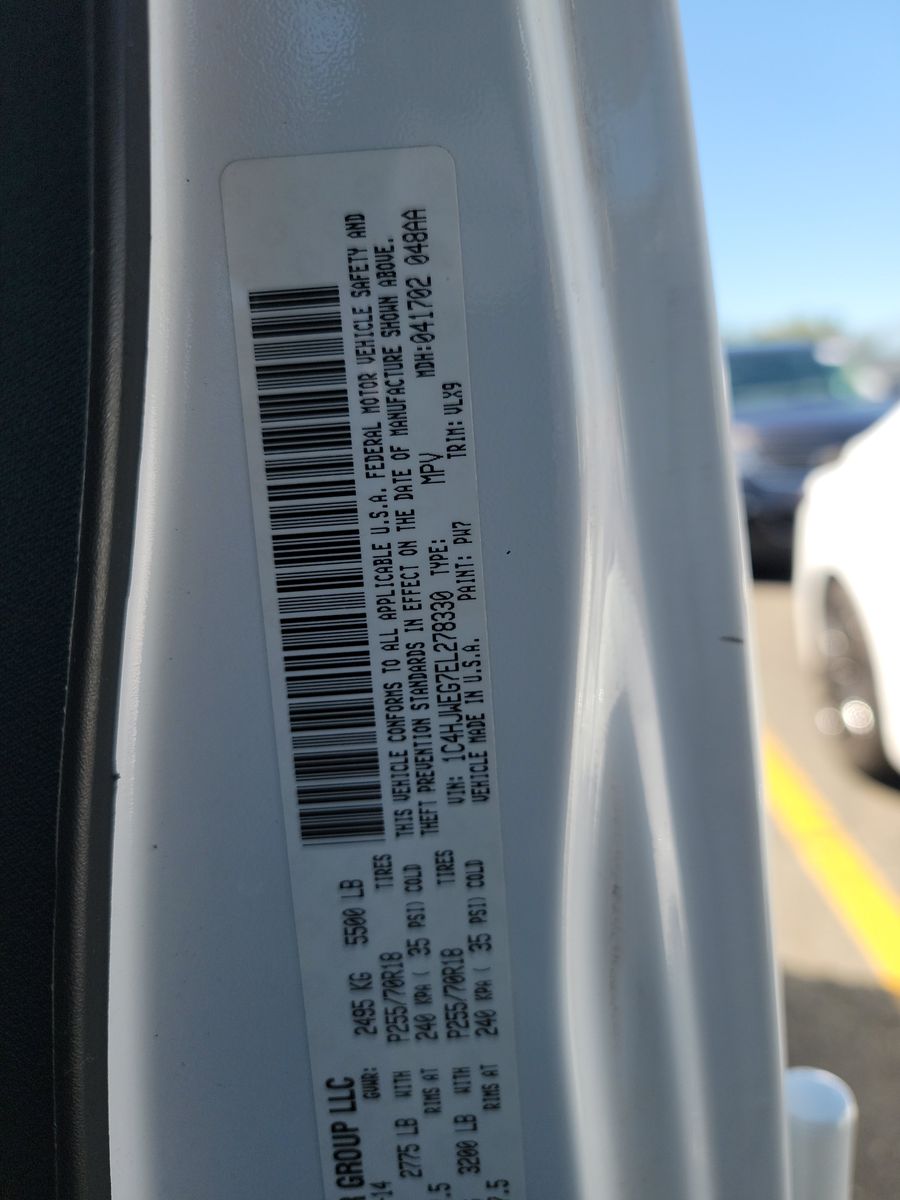 R GROUP LLC
-14 GVWR: 2495 KG 5500 LB
2775 LB WITH P255/70R18 TIRES
.5 RIMS AT 240 KPA ( 35 PSI) COLD
3200 LB WITH P255/70R18 TIRES
7.5 RIMS AT 240 KPA ( 35 PSI) COLD
THIS VEHICLE CONFORMS TO ALL APPLICABLE U.S.A. FEDERAL MOTOR VEHICLE SAFETY AND
THEFT PREVENTION STANDARDS IN EFFECT ON THE DATE OF MANUFACTURE SHOWN ABOVE.
VIN: 1C4HJWEG7EL278330 TYPE: MPV MDH:041702 048AA
VEHICLE MADE IN U.S.A. PAINT: PW7 TRIM: VLX9